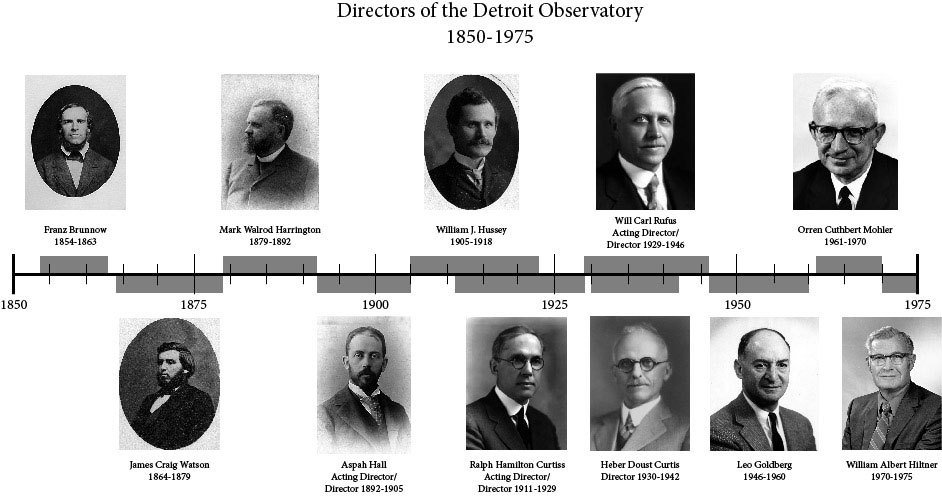 Directors of the Detroit Observatory
1850-1975
Franz Brunnow
1854-1863
Mark Walrod Harrington
1879-1892
William J. Hussey
1905-1918
Will Carl Rufus
Acting Director/
Director 1929-1946
Orren Cuthbert Mohler
1961-1970
1850
1875
1900
1925
1950
1975
James Craig Watson
1864-1879
Aspah Hall
Acting Director/
Director 1892-1905
Ralph Hamilton Curtiss
Acting Director/
Director 1911-1929
Heber Doust Curtis
Director 1930-1942
Leo Goldberg
1946-1960
William Albert Hiltner
1970-1975